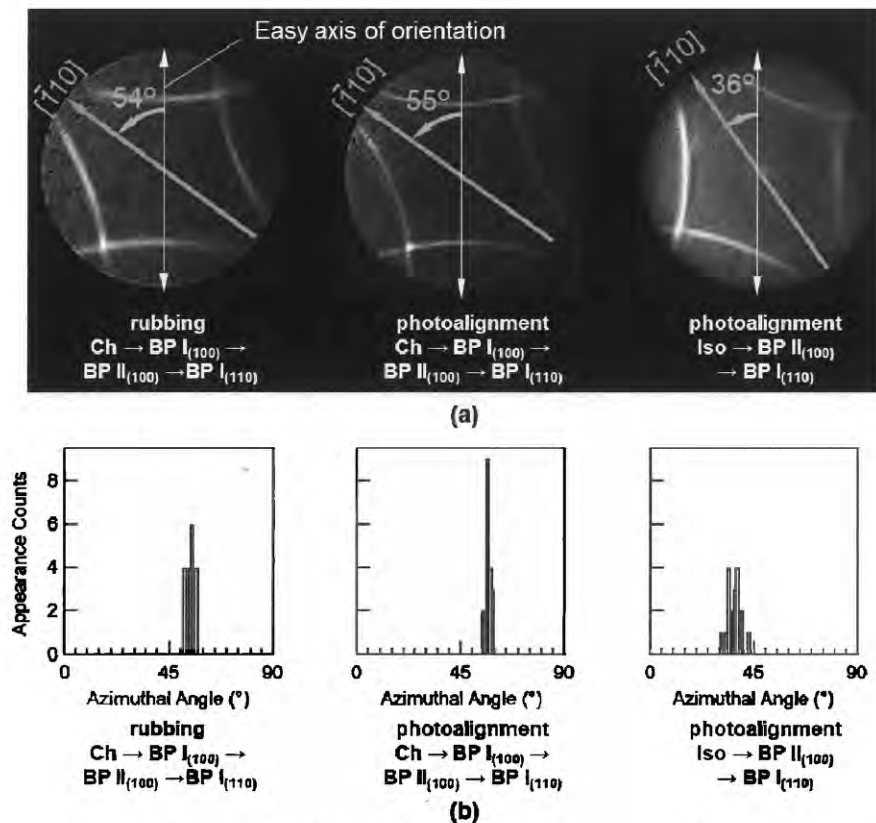 Easy axis of orientation
[1̄10]
54°
[1̄10]
55°
[1̄10]
36°
rubbing
Ch → BP I(100) →
BP II(100) →BP I(110)
photoalignment
Ch → BP I(100) →
BP II(100) → BP I(110)
photoalignment
Iso → BP II(100)
→ BP I(110)
(a)
Appearance Counts
8
6
4
2
0
0
45
90
0
45
90
0
45
90
Azimuthal Angle (°)
Azimuthal Angle (°)
Azimuthal Angle (°)
rubbing
Ch → BP I(100) →
BP II(100) →BP I(110)
photoalignment
Ch → BP I(100) →
BP II(100) → BP I(110)
photoalignment
Iso → BP II(100)
→ BP I(110)
(b)